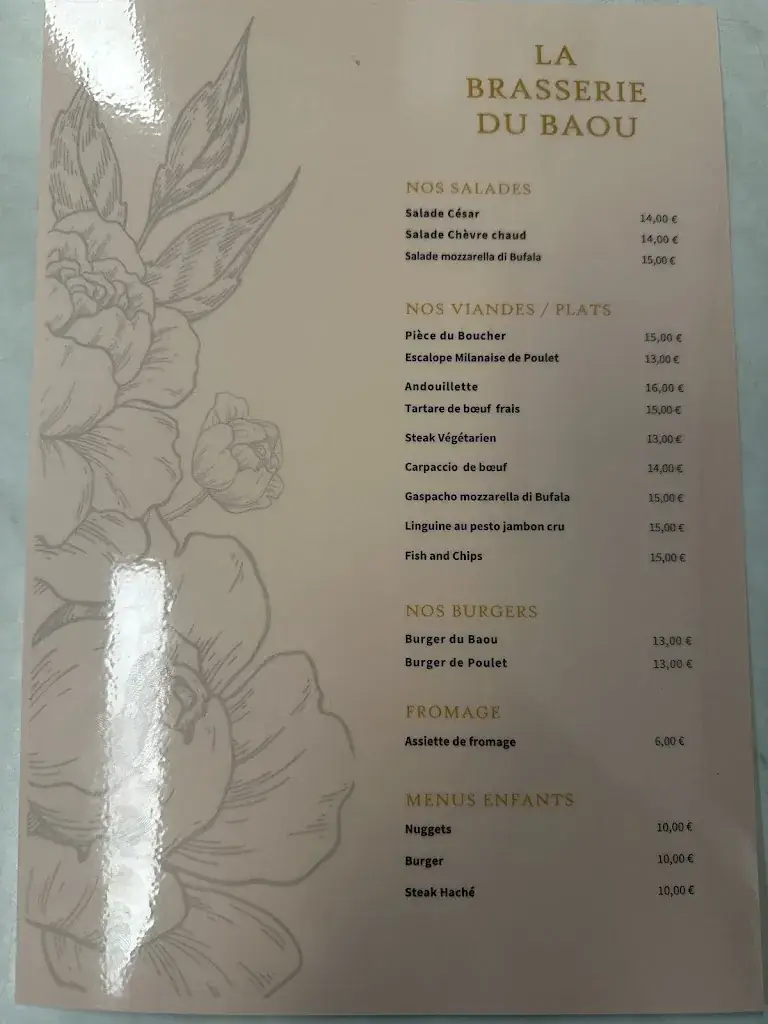 LA
BRASSERIE
DU BAOU
NOS SALADES
Salade César 14,00 €
Salade Chèvre chaud 14,00 €
Salade mozzarella di Bufala 15,00 €
NOS VIANDES / PLATS
Pièce du Boucher 15,00 €
Escalope Milanaise de Poulet 13,00 €
Andouillette 16,00 €
Tartare de bœuf frais 15,00 €
Steak Végétarien 13,00 €
Carpaccio de bœuf 14,00 €
Gaspacho mozzarella di Bufala 15,00 €
Linguine au pesto jambon cru 15,00 €
Fish and Chips 15,00 €
NOS BURGERS
Burger du Baou 13,00 €
Burger de Poulet 13,00 €
FROMAGE
Assiette de fromage 6,00 €
MENUS ENFANTS
Nuggets 10,00 €
Burger 10,00 €
Steak Haché 10,00 €